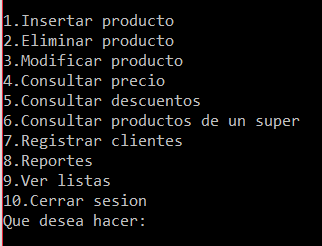 1.Insertar producto
2.Eliminar producto
3.Modificar producto
4.Consultar precio
5.Consultar descuentos
6.Consultar productos de un super
7.Registrar clientes
8.Reportes
9.Ver listas
10.Cerrar sesion
Que desea hacer: